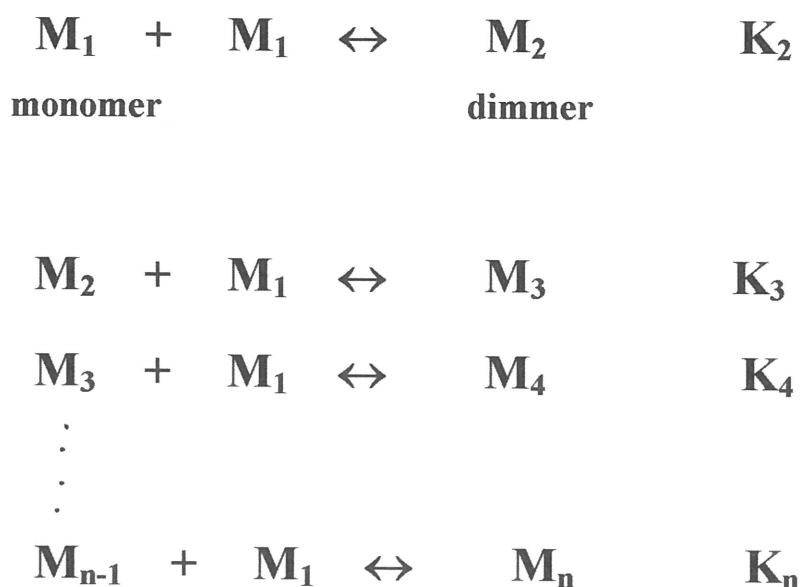 M₁ + M₁ ↔ M₂ K₂
monomer dimmer
M₂ + M₁ ↔ M₃ K₃
M₃ + M₁ ↔ M₄ K₄
.
.
.
.
Mₙ₋₁ + M₁ ↔ Mₙ Kₙ